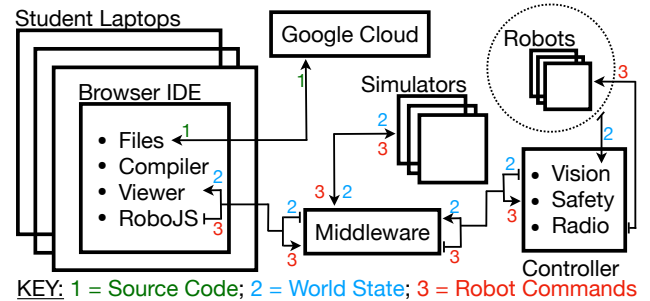 Student Laptops
Google Cloud
Robots
Browser IDE
Simulators
1
3
• Files
1
2
3
2
• Compiler
• Viewer
2
• RoboJS
3
3 2
2
3
Middleware
2
3
2
3
• Vision
• Safety
• Radio
Controller
KEY: 1 = Source Code; 2 = World State; 3 = Robot Commands